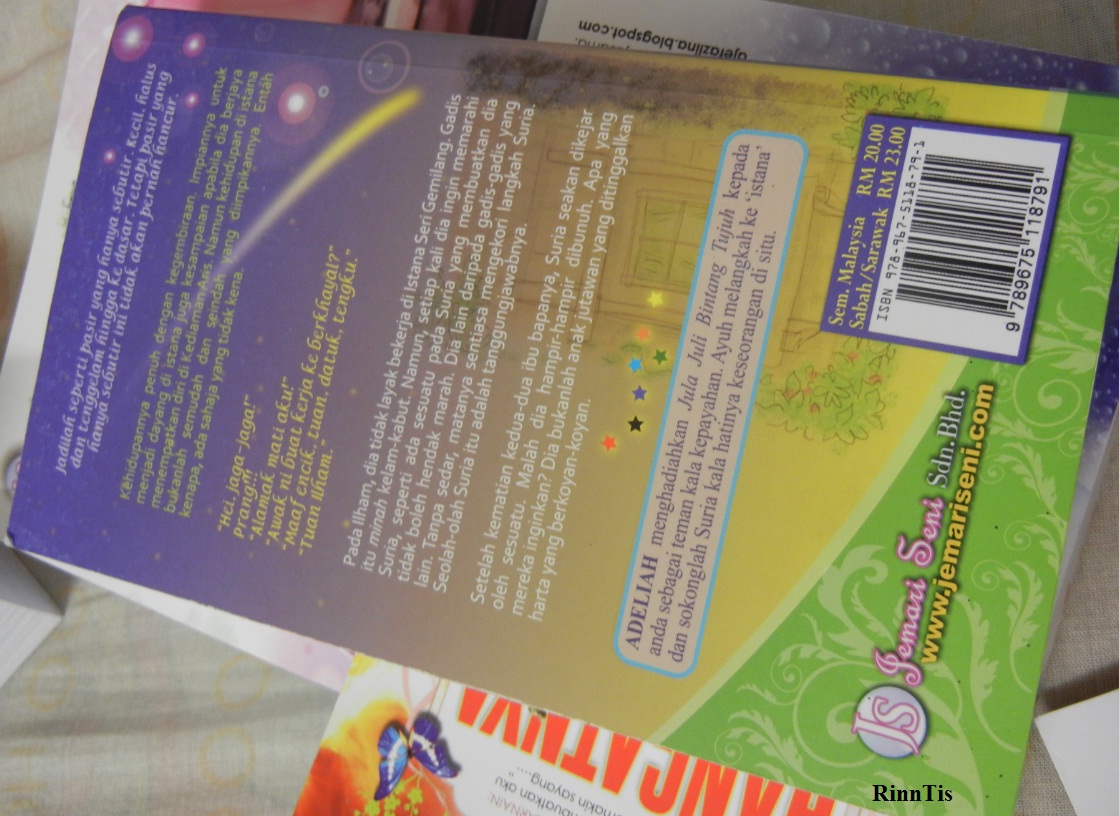 Jadilah seperti pasir yang hanya sebutir, kecil, halus
dan tenggelam hingga ke dasar, tetapi pasir yang
hanya sebutir ini tidak akan pernah hancur.
Kehidupannya penuh dengan kegembiraan. Impiannya untuk
menjadi dayang di istana juga kesampaian apabila dia berjaya
menempatkan diri di Kediaman Aris. Namun kehidupan di istana
bukanlah semudah dan seindah yang diimpikannya. Entah
kenapa, ada sahaja yang tidak kena.
"Hei, jaga-jaga!"
Prang!!
"Alamak, mati aku!"
"Awak ni buat kerja ke berkhayal?"
"Maaf encik, tuan, datuk, tengku."
"Tuan Ilham."
Pada Ilham, dia tidak layak bekerja di Istana Seri Gemilang. Gadis
itu minah kelam-kabut. Namun, setiap kali dia ingin memarahi
Suria, seperti ada sesuatu pada Suria yang membuatkan dia
tidak boleh hendak marah. Dia lain daripada gadis-gadis yang
lain. Tanpa sedar, matanya sentiasa mengekori langkah Suria.
Seolah-olah Suria itu adalah tanggungjawabnya.
Setelah kematian kedua-dua ibu bapanya, Suria seakan dikejar
oleh sesuatu. Malah dia hampir-hampir dibunuh. Apa yang
mereka inginkan? Dia bukanlah anak jutawan yang ditinggalkan
harta yang berkoyan-koyan.
ADELIAH menghadiahkan Jula Juli Bintang Tujuh kepada
anda sebagai teman kala kepayahan. Ayuh melangkah ke 'istana'
dan sokonglah Suria kala hatinya keseorangan di situ.
Sem. Malaysia RM 20.00
Sabah/Sarawak RM 23.00
ISBN 978-967-5118-79-1
9 789675 118791
JS Jemari Seni Sdn. Bhd.
www.jemariseni.com
ajetazlina.blogspot.com
semakin sayang...."
RinnTis